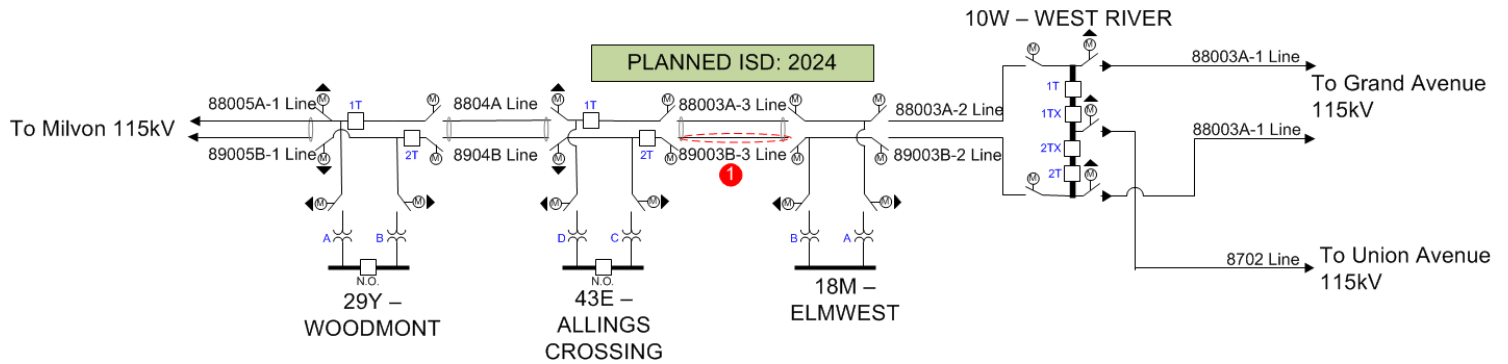 10W – WEST RIVER
PLANNED ISD: 2024
88003A-1 Line
To Grand Avenue
115kV
88005A-1 Line
1T
M
M
8804A Line
M
1T
M
88003A-3 Line
M
88003A-2 Line
M
M
M
1T
1TX
M
2TX
2T
M
M
To Milvon 115kV
89005B-1 Line
M
2T
M
8904B Line
M
2T
M
89003B-3 Line
M
M
89003B-2 Line
88003A-1 Line
1
M
M
M
M
M
M
A
B
D
C
B
A
N.O.
N.O.
8702 Line
To Union Avenue
115kV
29Y –
WOODMONT
43E –
ALLINGS
CROSSING
18M –
ELMWEST